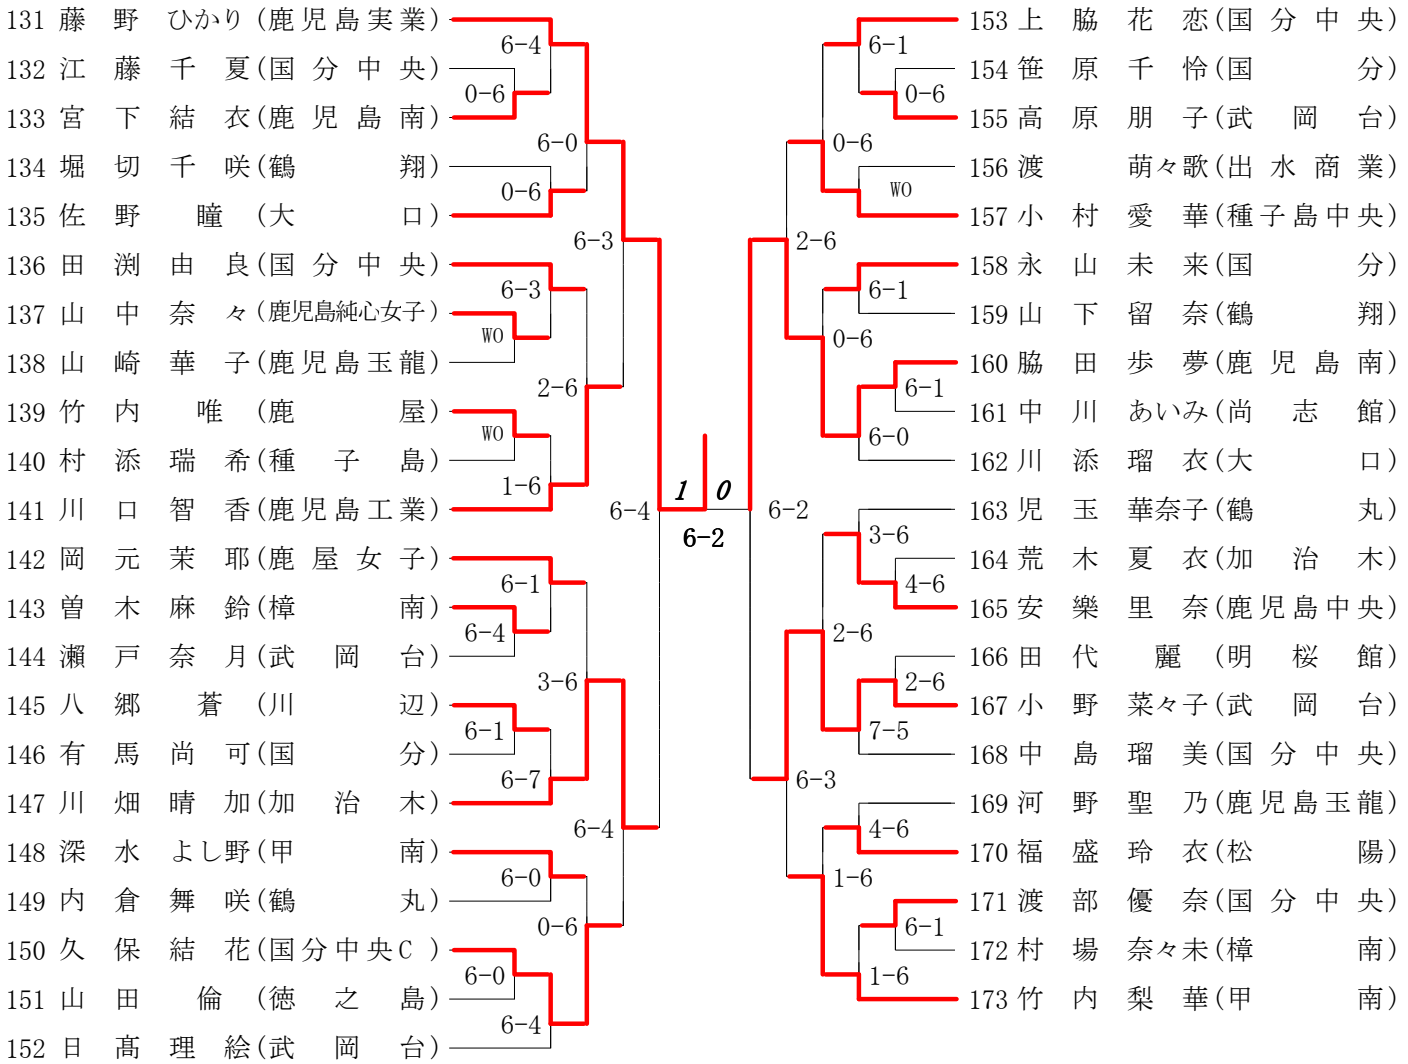 131 藤野 ひかり (鹿児島実業)
132 江藤千夏 (国分中央)
133 宮下結衣 (鹿児島南)
134 堀切千咲 (鶴翔)
135 佐野瞳 (大口)
136 田渕由良 (国分中央)
137 山中奈々 (鹿児島純心女子)
138 山崎華子 (鹿児島玉龍)
139 竹内唯 (鹿屋)
140 村添瑞希 (種子島)
141 川口智香 (鹿児島工業)
142 岡元茉耶 (鹿屋女子)
143 曽木麻鈴 (樟南)
144 瀬戸奈月 (武岡台)
145 八郷蒼 (川辺)
146 有馬尚可 (国分)
147 川畑晴加 (加治木)
148 深水よし野 (甲南)
149 内倉舞咲 (鶴丸)
150 久保結花 (国分中央C)
151 山田倫 (徳之島)
152 日髙理絵 (武岡台)
6-4
0-6
6-0
0-6
6-3
6-3
WO
2-6
WO
1-6
6-4
6-1
6-4
3-6
6-1
6-7
6-4
6-0
0-6
6-0
6-4
1 0
6-2
153 上脇花恋 (国分中央)
154 笹原千怜 (国分)
155 高原朋子 (武岡台)
156 渡萌々歌 (出水商業)
157 小村愛華 (種子島中央)
158 永山未来 (国分)
159 山下留奈 (鶴翔)
160 脇田歩夢 (鹿児島南)
161 中川あいみ (尚志館)
162 川添瑠衣 (大口)
163 児玉華奈子 (鶴丸)
164 荒木夏衣 (加治木)
165 安樂里奈 (鹿児島中央)
166 田代麗 (明桜館)
167 小野菜々子 (武岡台)
168 中島瑠美 (国分中央)
169 河野聖乃 (鹿児島玉龍)
170 福盛玲衣 (松陽)
171 渡部優奈 (国分中央)
172 村場奈々未 (樟南)
173 竹内梨華 (甲南)
6-1
0-6
0-6
WO
2-6
6-1
0-6
6-1
6-0
6-2
3-6
4-6
2-6
2-6
7-5
6-3
4-6
1-6
6-1
1-6